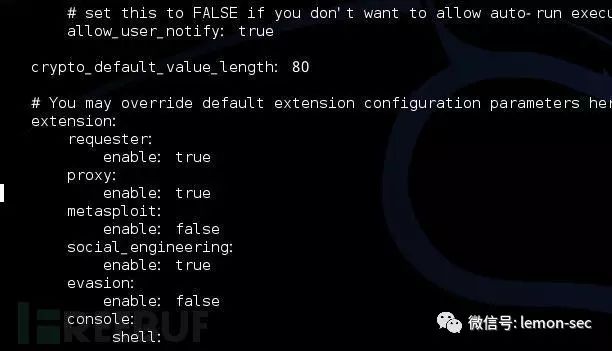 # set this to FALSE if you don't want to allow auto-run execu
allow_user_notify: true
crypto_default_value_length: 80
# You may override default extension configuration parameters her
extension:
requester:
enable: true
proxy:
enable: true
metasploit:
enable: false
social_engineering:
enable: true
evasion:
enable: false
console:
shell:
微信号: lemon-sec